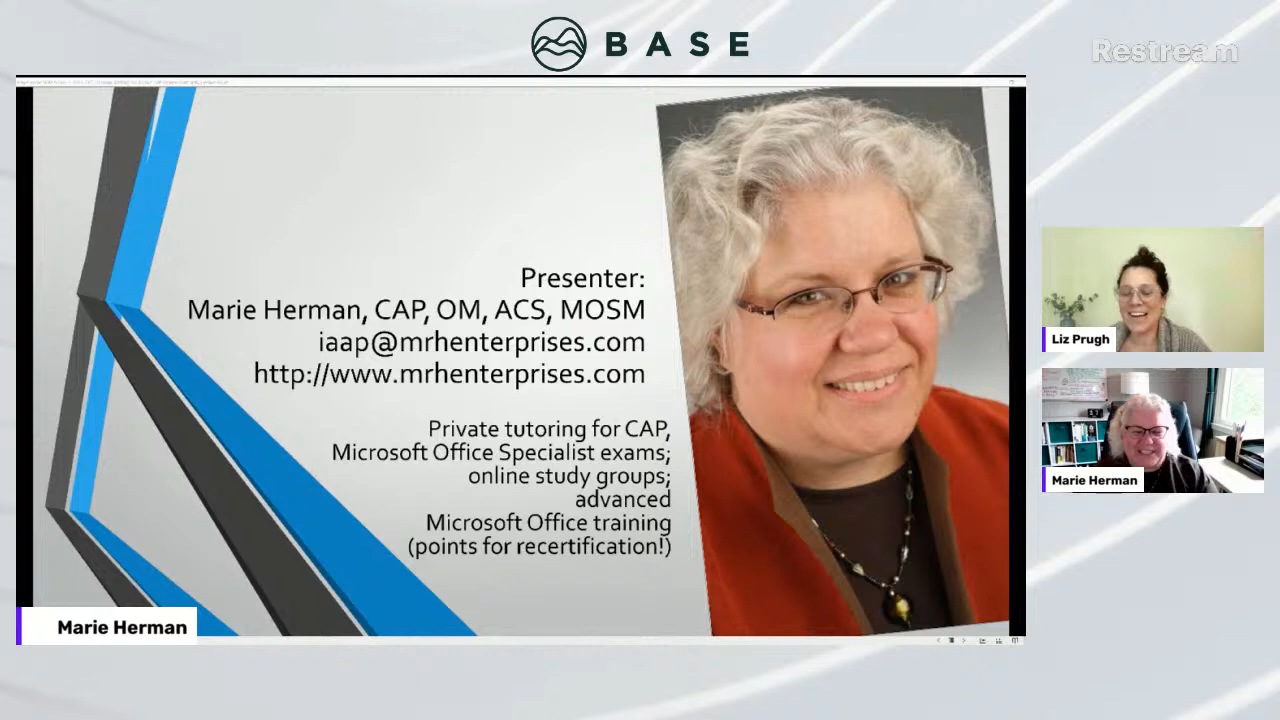 BASE
Restream
Presenter:
Marie Herman, CAP, OM, ACS, MOSM
iaap@mrhenterprises.com
http://www.mrhenterprises.com
Private tutoring for CAP,
Microsoft Office Specialist exams;
online study groups;
advanced
Microsoft Office training
(points for recertification!)
Marie Herman
Liz Prugh
Marie Herman